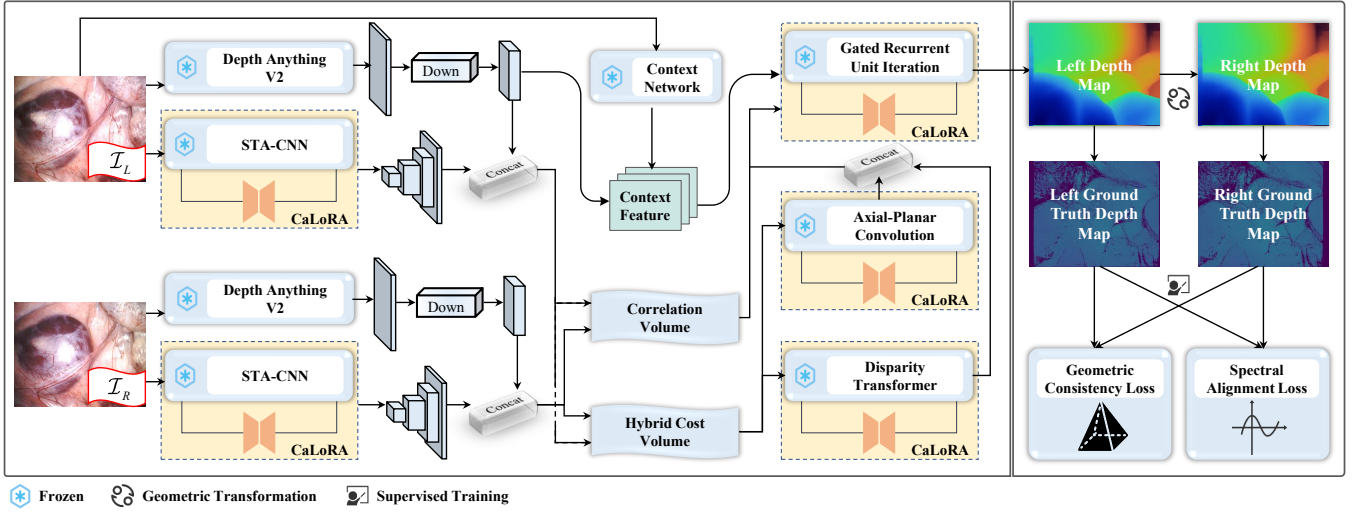 Depth Anything
V2
Down
Context
Network
Gated Recurrent
Unit Iteration
CaLoRA
Left Depth
Map
Right Depth
Map
I_L
STA-CNN
CaLoRA
Concat
Context
Feature
Concat
Axial-Planar
Convolution
CaLoRA
Left Ground
Truth Depth
Map
Right Ground
Truth Depth
Map
Depth Anything
V2
Down
Correlation
Volume
I_R
STA-CNN
CaLoRA
Concat
Hybrid Cost
Volume
Disparity
Transformer
CaLoRA
Geometric
Consistency Loss
Spectral
Alignment Loss
Frozen
Geometric Transformation
Supervised Training